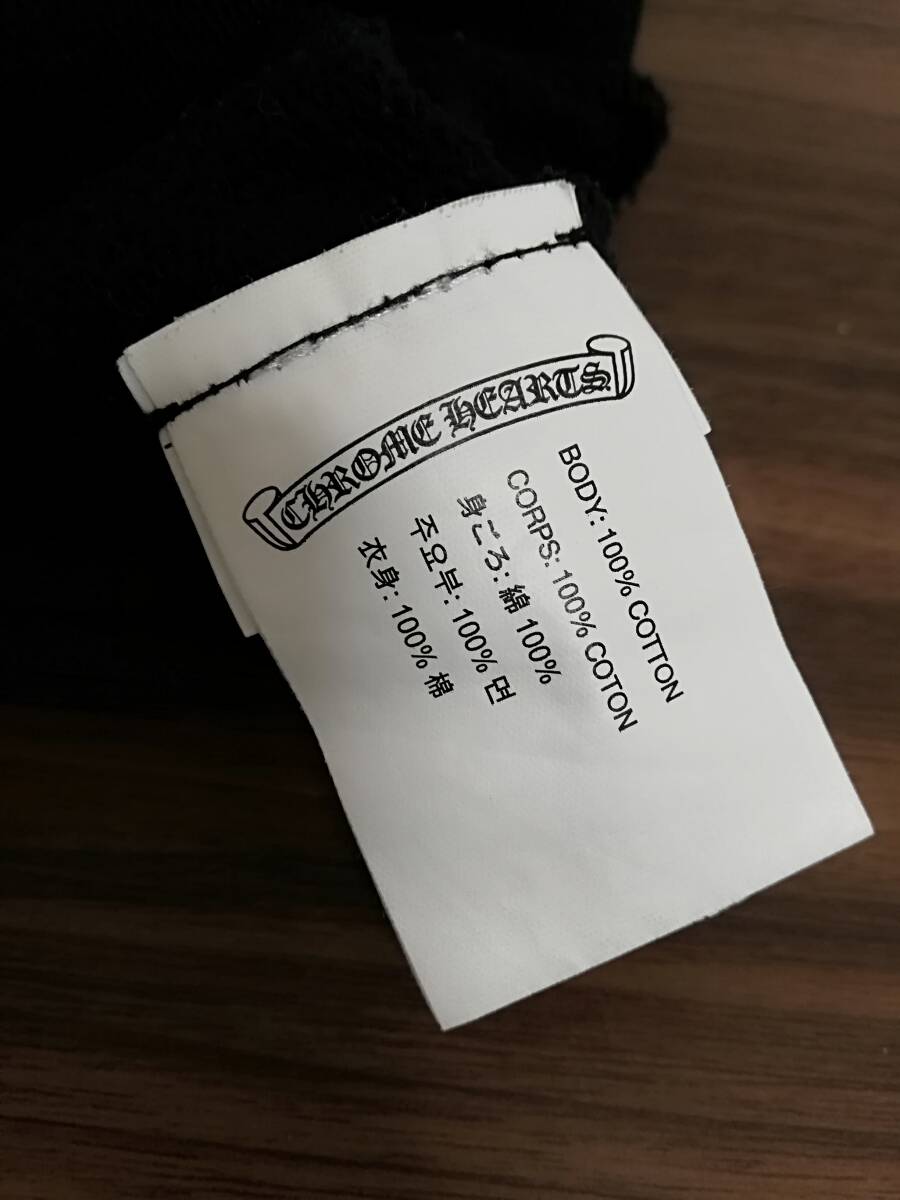 CHROME HEARTS
BODY: 100% COTTON
CORPS: 100% COTON
身ごろ: 綿 100%
주요부: 100% 면
衣身: 100% 棉